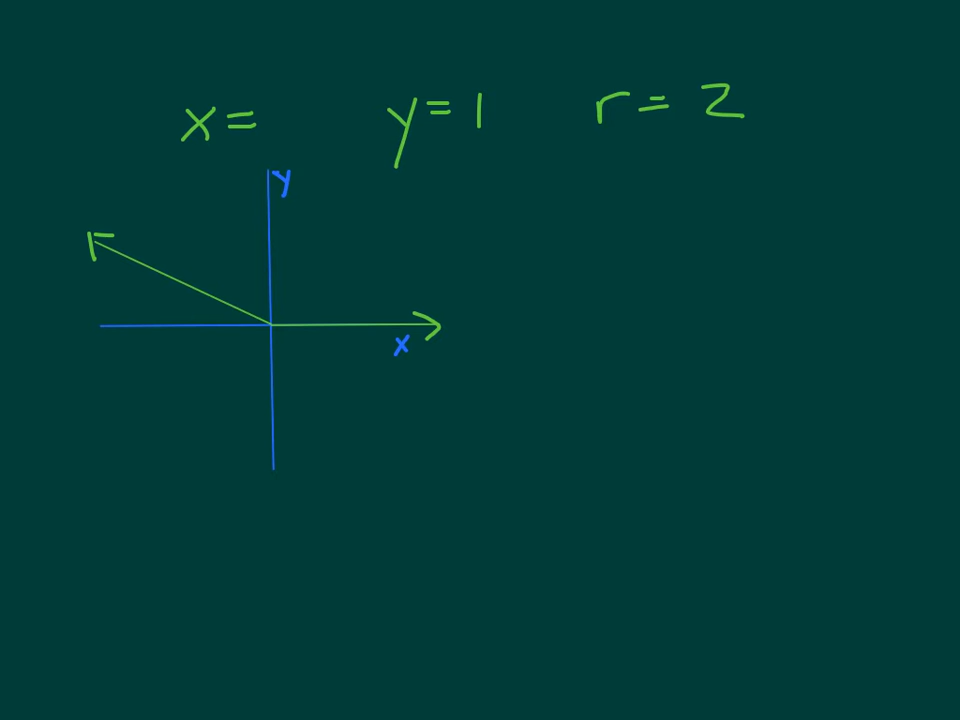 x= y=1 r=2
y
x